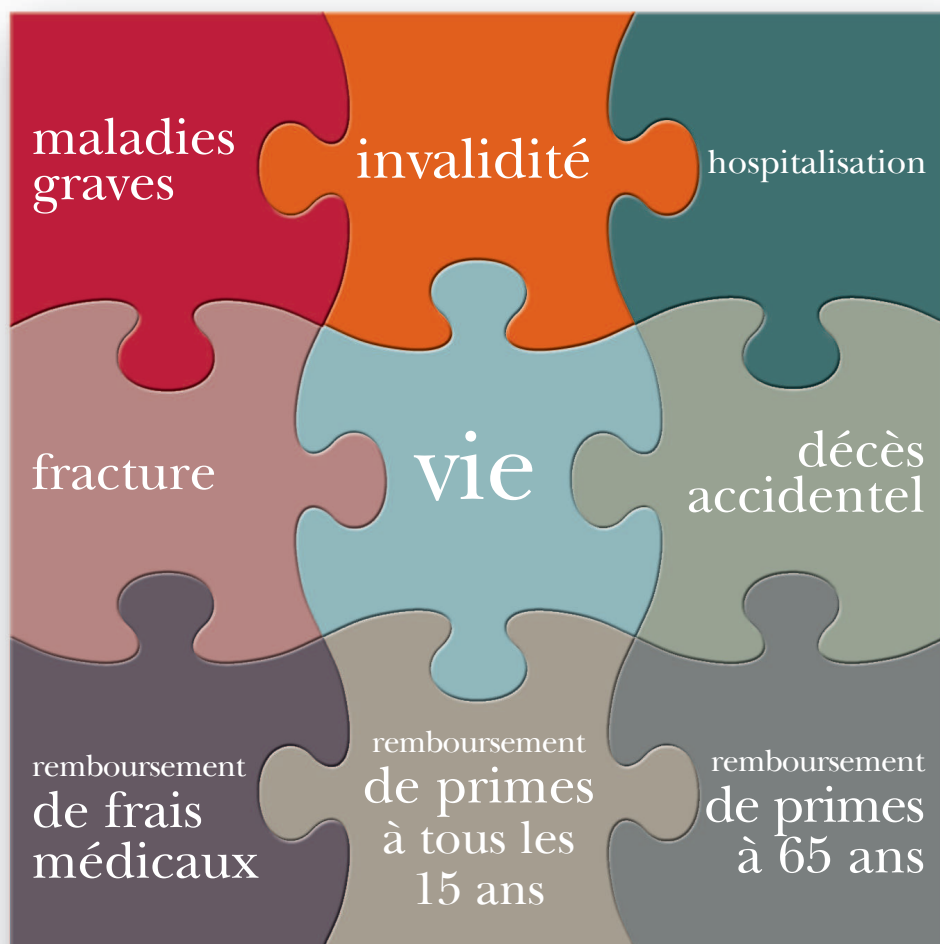 maladies
graves
invalidité
hospitalisation
fracture
vie
décès
accidentel
remboursement
de frais
médicaux
remboursement
de primes
à tous les
15 ans
remboursement
de primes
à 65 ans